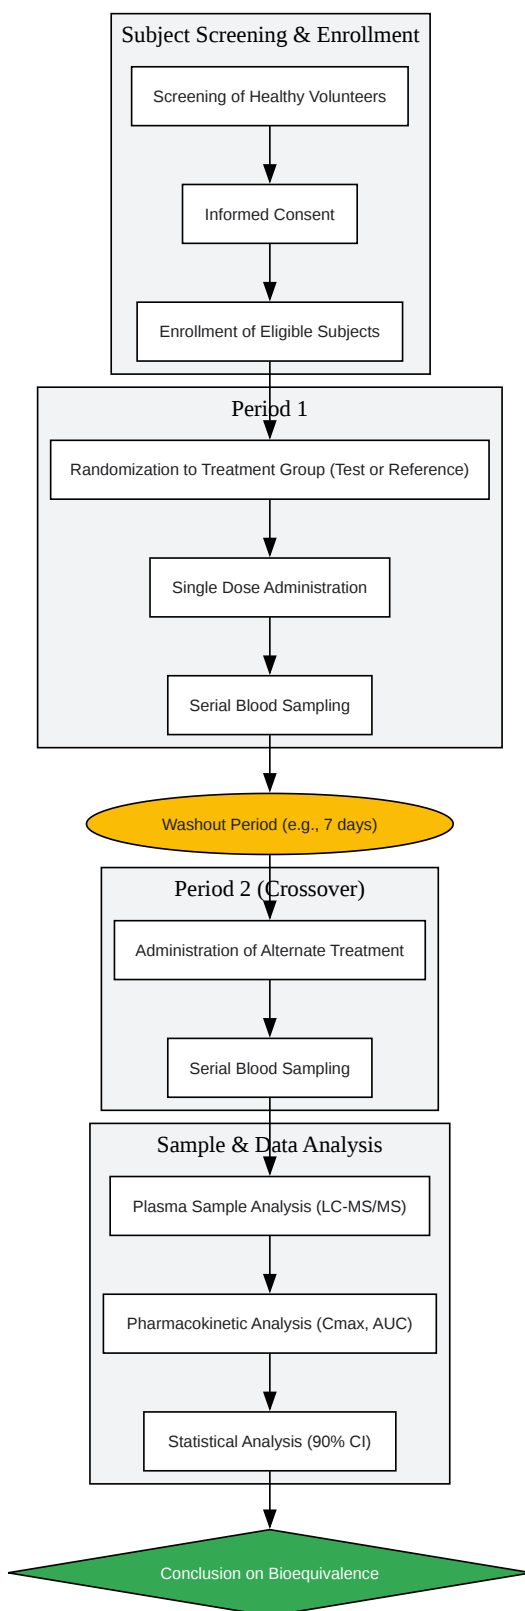 Subject Screening & Enrollment
Screening of Healthy Volunteers
Informed Consent
Enrollment of Eligible Subjects
Period 1
Randomization to Treatment Group (Test or Reference)
Single Dose Administration
Serial Blood Sampling
Washout Period (e.g., 7 days)
Period 2 (Crossover)
Administration of Alternate Treatment
Serial Blood Sampling
Sample & Data Analysis
Plasma Sample Analysis (LC-MS/MS)
Pharmacokinetic Analysis (Cmax, AUC)
Statistical Analysis (90% CI)
Conclusion on Bioequivalence